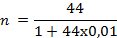 n = 44 / 1 + 44x0,01